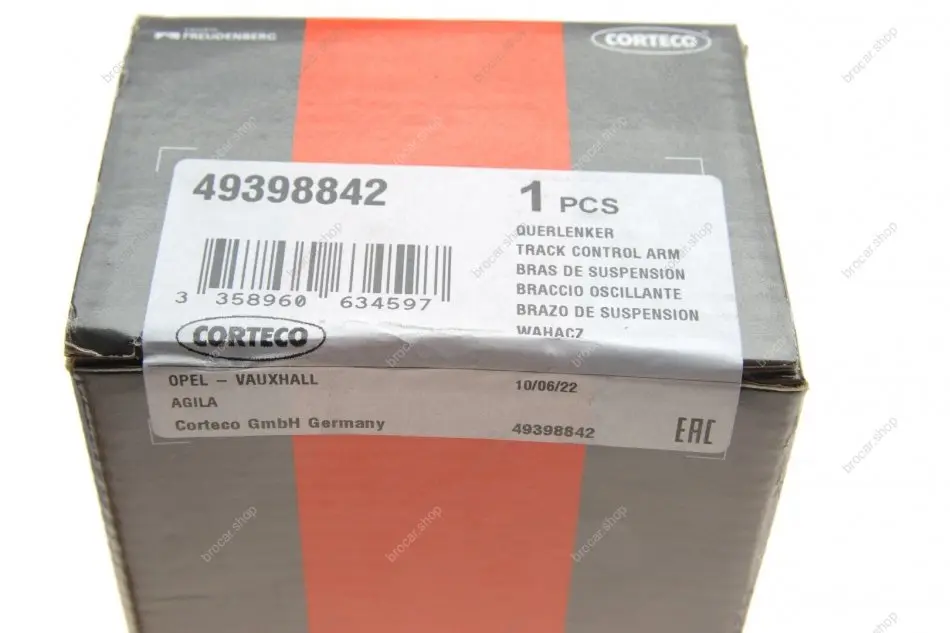 FREUDENBERG
CORTECO
49398842
1 PCS
QUERLENKER
TRACK CONTROL ARM
BRAS DE SUSPENSION
BRACCIO OSCILLANTE
BRAZO DE SUSPENSION
WAHACZ
3 358960 634597
CORTECO
OPEL - VAUXHALL
10/06/22
AGILA
Corteco GmbH Germany
49398842
EAC
brocar.shop